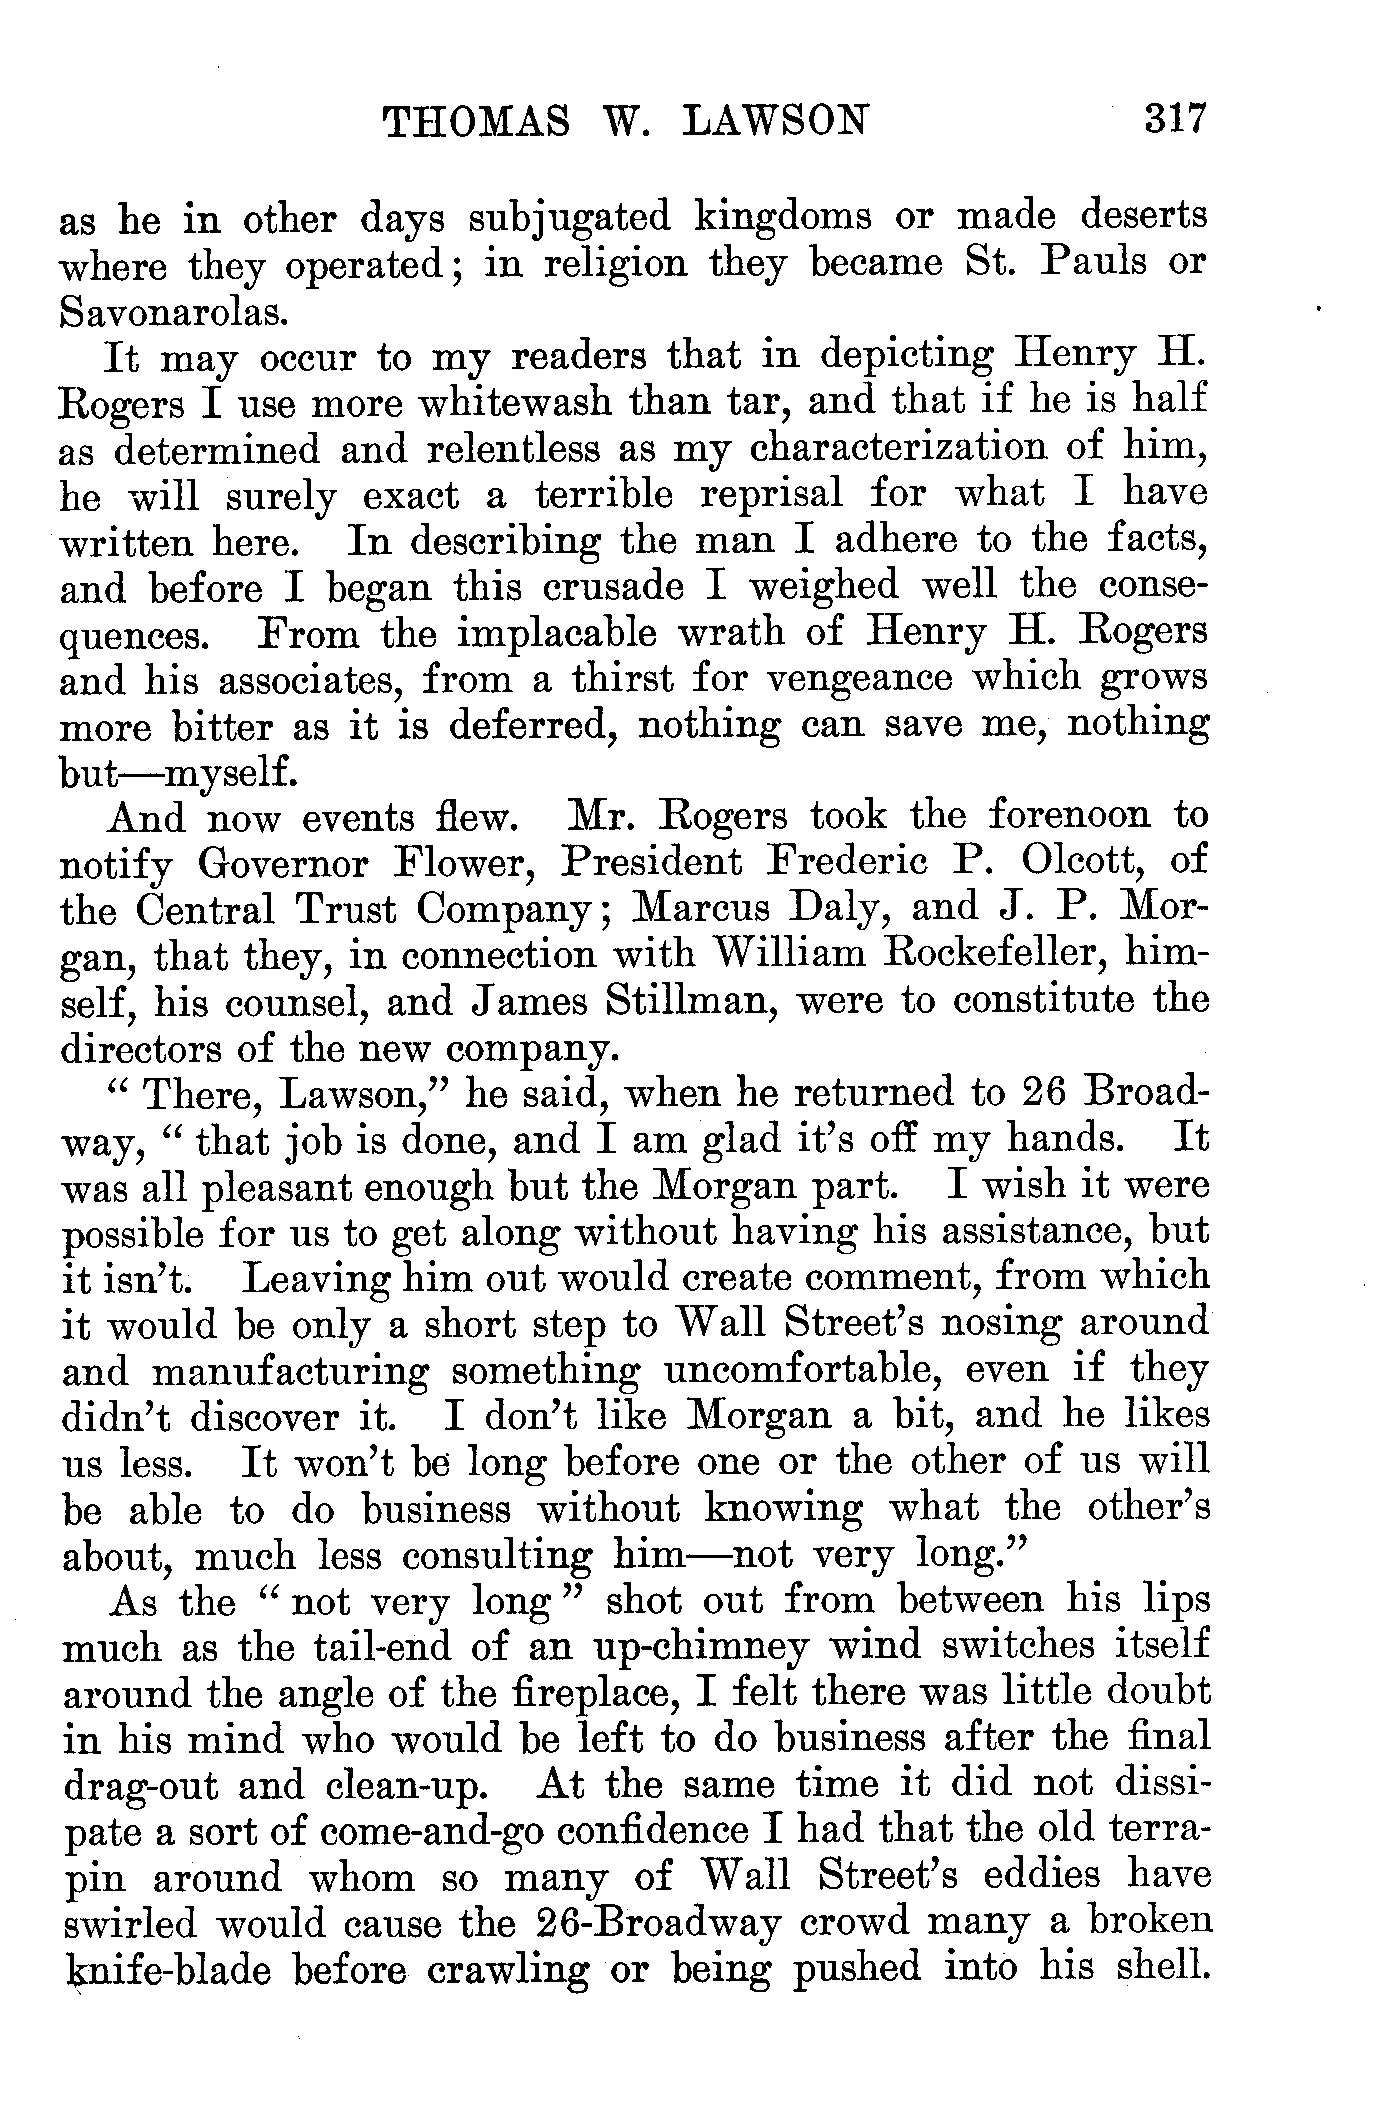 THOMAS W. LAWSON 317
as he in other days subjugated kingdoms or made deserts
where they operated; in religion they became St. Pauls or
Savonarolas.
It may occur to my readers that in depicting Henry H.
Rogers I use more whitewash than tar, and that if he is half
as determined and relentless as my characterization of him,
he will surely exact a terrible reprisal for what I have
written here. In describing the man I adhere to the facts,
and before I began this crusade I weighed well the conse-
quences. From the implacable wrath of Henry H. Rogers
and his associates, from a thirst for vengeance which grows
more bitter as it is deferred, nothing can save me, nothing
but—myself.
And now events flew. Mr. Rogers took the forenoon to
notify Governor Flower, President Frederic P. Olcott, of
the Central Trust Company; Marcus Daly, and J. P. Mor-
gan, that they, in connection with William Rockefeller, him-
self, his counsel, and James Stillman, were to constitute the
directors of the new company.
“ There, Lawson,” he said, when he returned to 26 Broad-
way, “ that job is done, and I am glad it’s off my hands. It
was all pleasant enough but the Morgan part. I wish it were
possible for us to get along without having his assistance, but
it isn’t. Leaving him out would create comment, from which
it would be only a short step to Wall Street’s nosing around
and manufacturing something uncomfortable, even if they
didn’t discover it. I don’t like Morgan a bit, and he likes
us less. It won’t be long before one or the other of us will
be able to do business without knowing what the other’s
about, much less consulting him—not very long.”
As the “ not very long ” shot out from between his lips
much as the tail-end of an up-chimney wind switches itself
around the angle of the fireplace, I felt there was little doubt
in his mind who would be left to do business after the final
drag-out and clean-up. At the same time it did not dissi-
pate a sort of come-and-go confidence I had that the old terra-
pin around whom so many of Wall Street’s eddies have
swirled would cause the 26-Broadway crowd many a broken
knife-blade before crawling or being pushed into his shell.